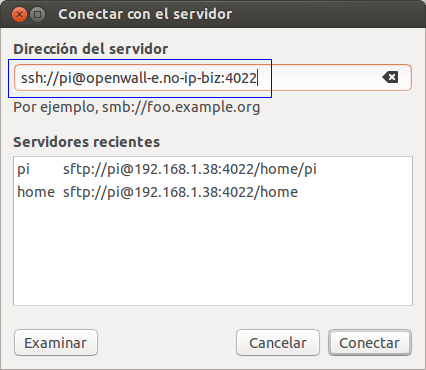 Conectar con el servidor
Dirección del servidor
ssh://pi@openwall-e.no-ip-biz:4022
Por ejemplo, smb://foo.example.org
Servidores recientes
pi sftp://pi@192.168.1.38:4022/home/pi
home sftp://pi@192.168.1.38:4022/home
Examinar Cancelar Conectar